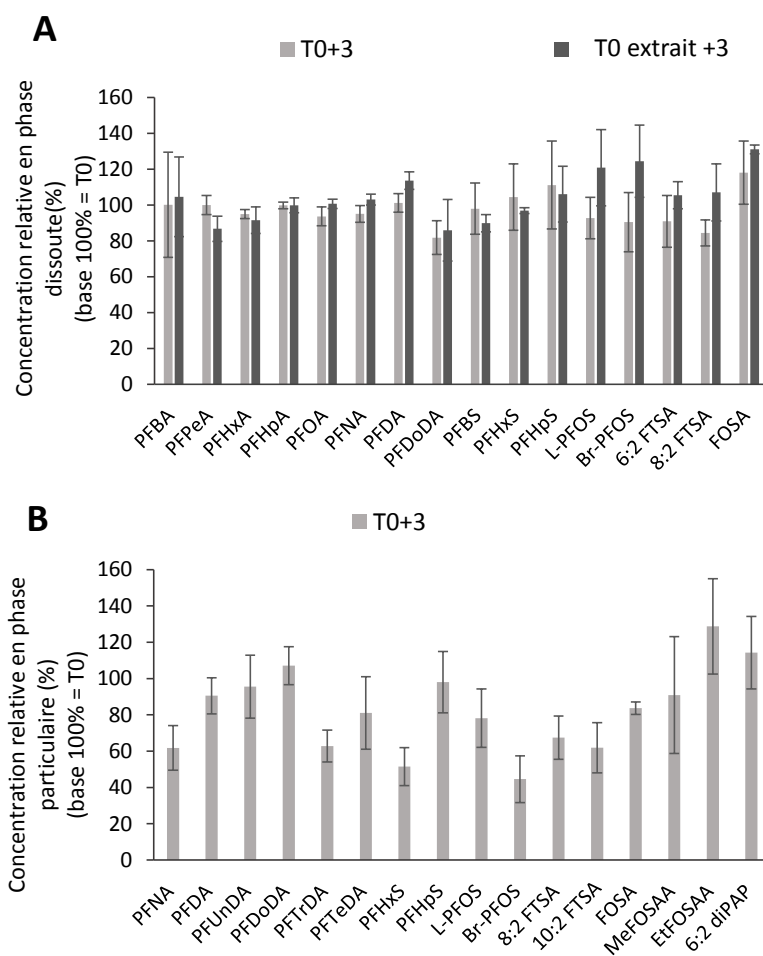 A
T0+3
T0 extrait +3
Concentration relative en phase
dissoute(%)
(base 100% = T0)
160
140
120
100
80
60
40
20
0
PFBA
PFPeA
PFHxA
PFHpA
PFOA
PFNA
PFDA
PFDoDA
PFBS
PFHxS
PFHpS
L-PFOS
Br-PFOS
6:2 FTSA
8:2 FTSA
FOSA
B
T0+3
Concentration relative en phase
particulaire (%)
(base 100% = T0)
160
140
120
100
80
60
40
20
0
PFNA
PFDA
PFUnDA
PFDoDA
PFTrDA
PFTeDA
PFHxS
PFHpS
L-PFOS
Br-PFOS
8:2 FTSA
10:2 FTSA
FOSA
MeFOSAA
EtFOSAA
6:2 diPAP